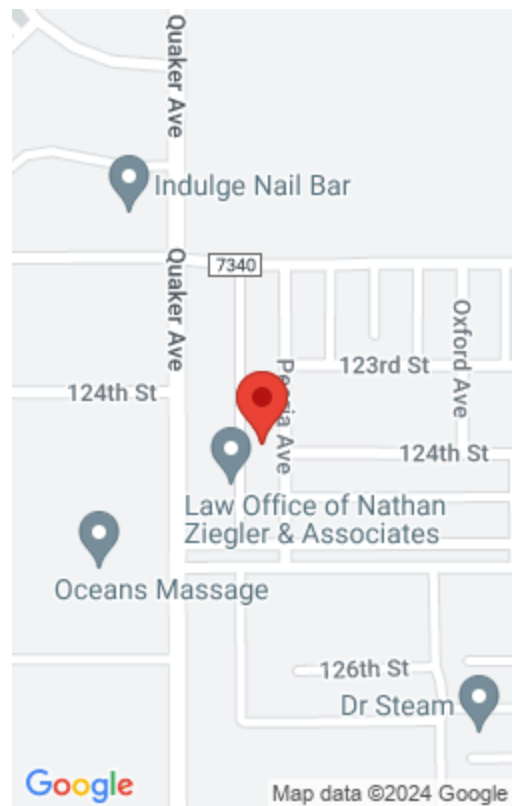 Quaker Ave
Indulge Nail Bar
Quaker Ave
7340
Oxford Ave
123rd St
124th St
Ave
124th St
Law Office of Nathan
Ziegler & Associates
Oceans Massage
126th St
Dr Steam
Google
Map data ©2024 Google